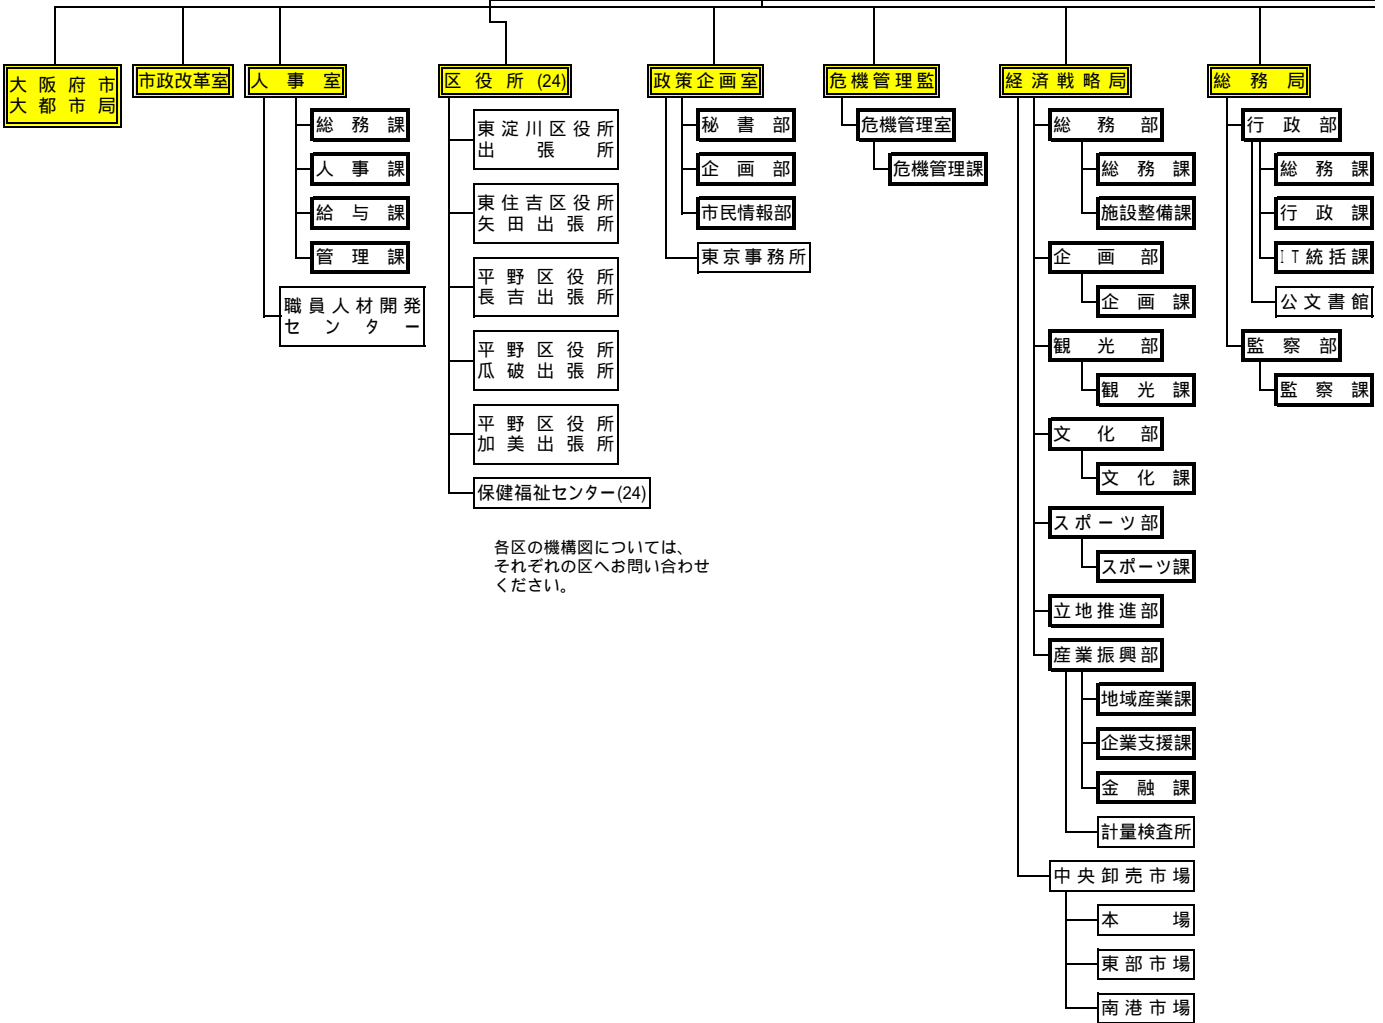 大阪府市
大都市局
市政改革室
人事室
総務課
人事課
給与課
管理課
職員人材開発
センター
区役所(24)
東淀川区役所
出張所
東住吉区役所
矢田出張所
平野区役所
長吉出張所
平野区役所
瓜破出張所
平野区役所
加美出張所
保健福祉センター(24)
各区の機構図については、
それぞれの区へお問い合わせ
ください。
政策企画室
秘書部
企画部
市民情報部
東京事務所
危機管理監
危機管理室
危機管理課
経済戦略局
総務部
総務課
施設整備課
企画部
企画課
観光部
観光課
文化部
文化課
スポーツ部
スポーツ課
立地推進部
産業振興部
地域産業課
企業支援課
金融課
計量検査所
中央卸売市場
本場
東部市場
南港市場
総務局
行政部
総務課
行政課
IT統括課
公文書館
監察部
監察課